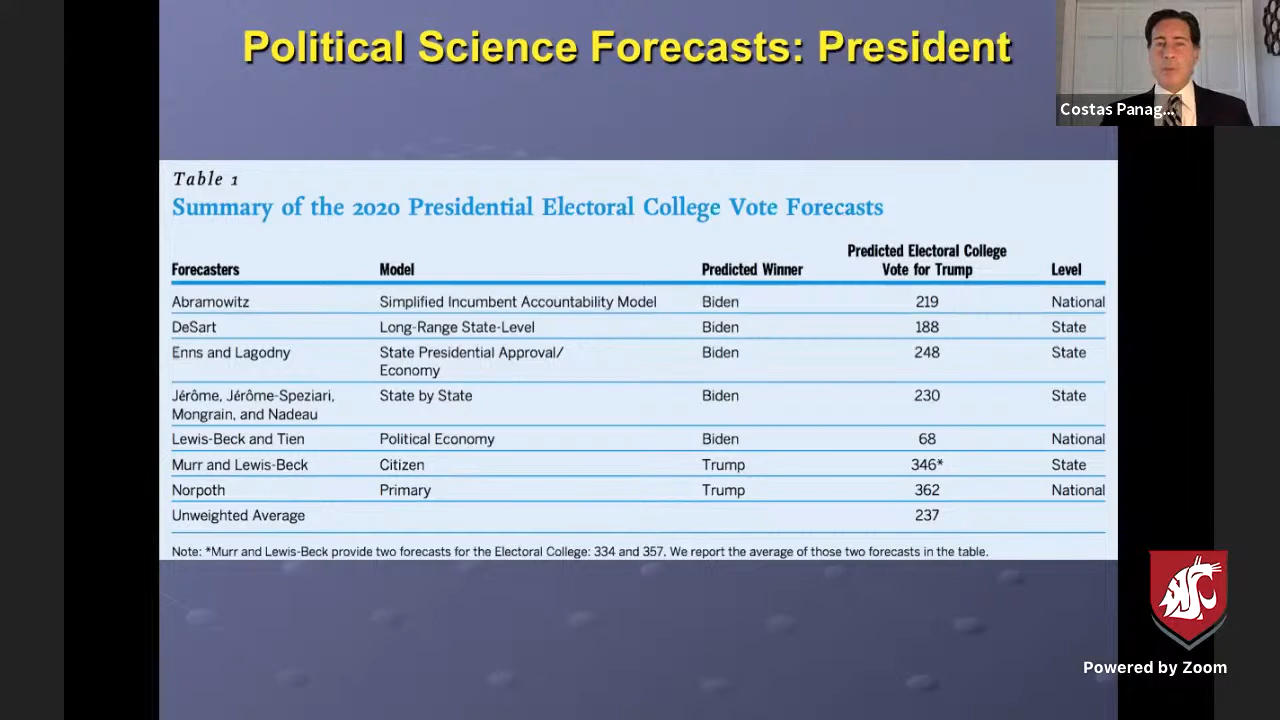 Political Science Forecasts: President
Costas Panag...
Table 1
Summary of the 2020 Presidential Electoral College Vote Forecasts
Forecasters Model Predicted Winner Predicted Electoral College Vote for Trump Level
Abramowitz Simplified Incumbent Accountability Model Biden 219 National
DeSart Long-Range State-Level Biden 188 State
Enns and Lagodny State Presidential Approval/ Biden 248 State
Economy
Jérôme, Jérôme-Speziari, State by State Biden 230 State
Mongrain, and Nadeau
Lewis-Beck and Tien Political Economy Biden 68 National
Murr and Lewis-Beck Citizen Trump 346* State
Norpoth Primary Trump 362 National
Unweighted Average 237
Note: *Murr and Lewis-Beck provide two forecasts for the Electoral College: 334 and 357. We report the average of those two forecasts in the table.
Powered by Zoom